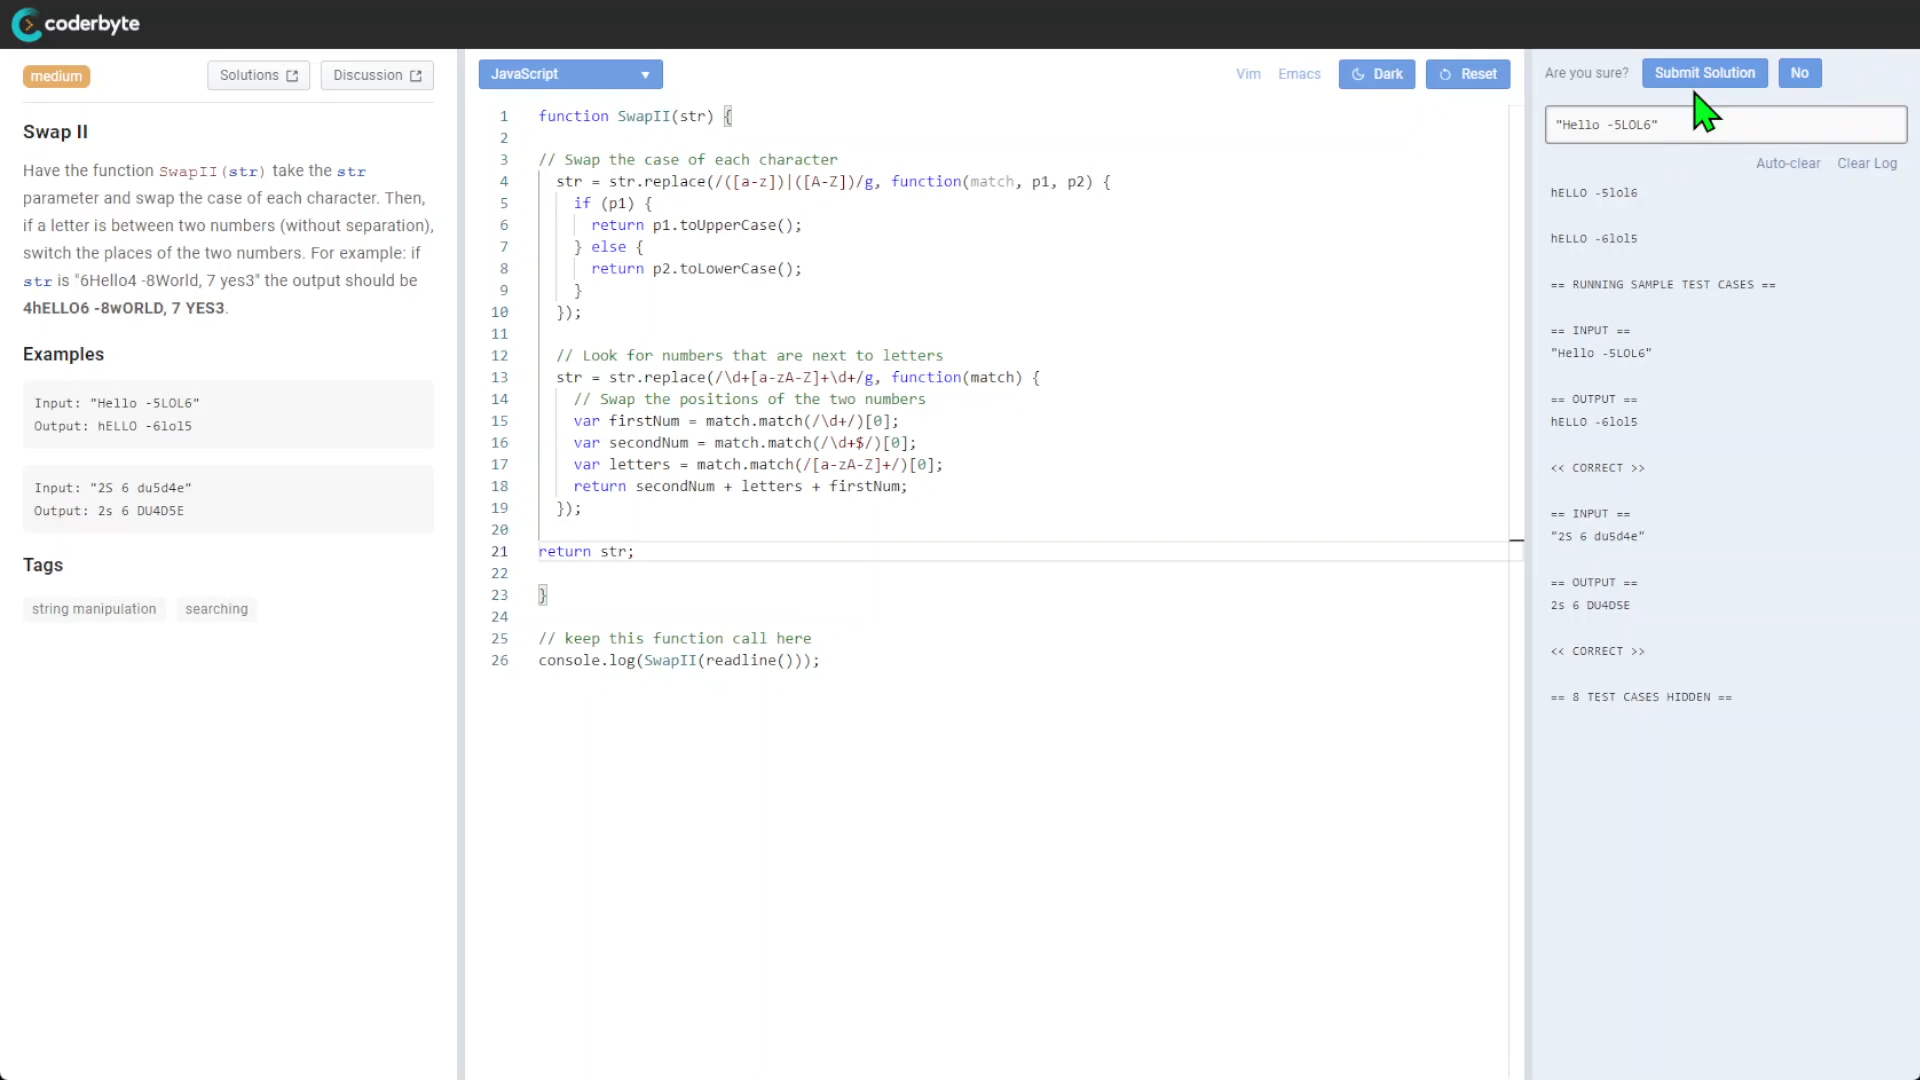 coderbyte
medium
Solutions
Discussion
Swap II
Have the function SwapII(str) take the str
parameter and swap the case of each character. Then,
if a letter is between two numbers (without separation),
switch the places of the two numbers. For example: if
str is "6Hello4 -8World, 7 yes3" the output should be
4hELLO6 -8wORLD, 7 YES3.
Examples
Input: "Hello -5LOL6"
Output: hELLO -6lol5
Input: "2S 6 du5d4e"
Output: 2s 6 DU4D5E
Tags
string manipulation
searching
JavaScript
Vim
Emacs
Dark
Reset
1 function SwapII(str) {
2
3 // Swap the case of each character
4 str = str.replace(/([a-z])|([A-Z])/g, function(match, p1, p2) {
5 if (p1) {
6 return p1.toUpperCase();
7 } else {
8 return p2.toLowerCase();
9 }
10 });
11
12 // Look for numbers that are next to letters
13 str = str.replace(/\d+[a-zA-Z]+\d+/g, function(match) {
14 // Swap the positions of the two numbers
15 var firstNum = match.match(/\d+/)[0];
16 var secondNum = match.match(/\d+$/)[0];
17 var letters = match.match(/[a-zA-Z]+/)[0];
18 return secondNum + letters + firstNum;
19 });
20
21 return str;
22
23 }
24
25 // keep this function call here
26 console.log(SwapII(readline()));
Are you sure?
Submit Solution
No
"Hello -5LOL6"
Auto-clear
Clear Log
hELLO -5lol6
hELLO -6lol5
== RUNNING SAMPLE TEST CASES ==
== INPUT ==
"Hello -5LOL6"
== OUTPUT ==
hELLO -6lol5
<< CORRECT >>
== INPUT ==
"2S 6 du5d4e"
== OUTPUT ==
2s 6 DU4D5E
<< CORRECT >>
== 8 TEST CASES HIDDEN ==